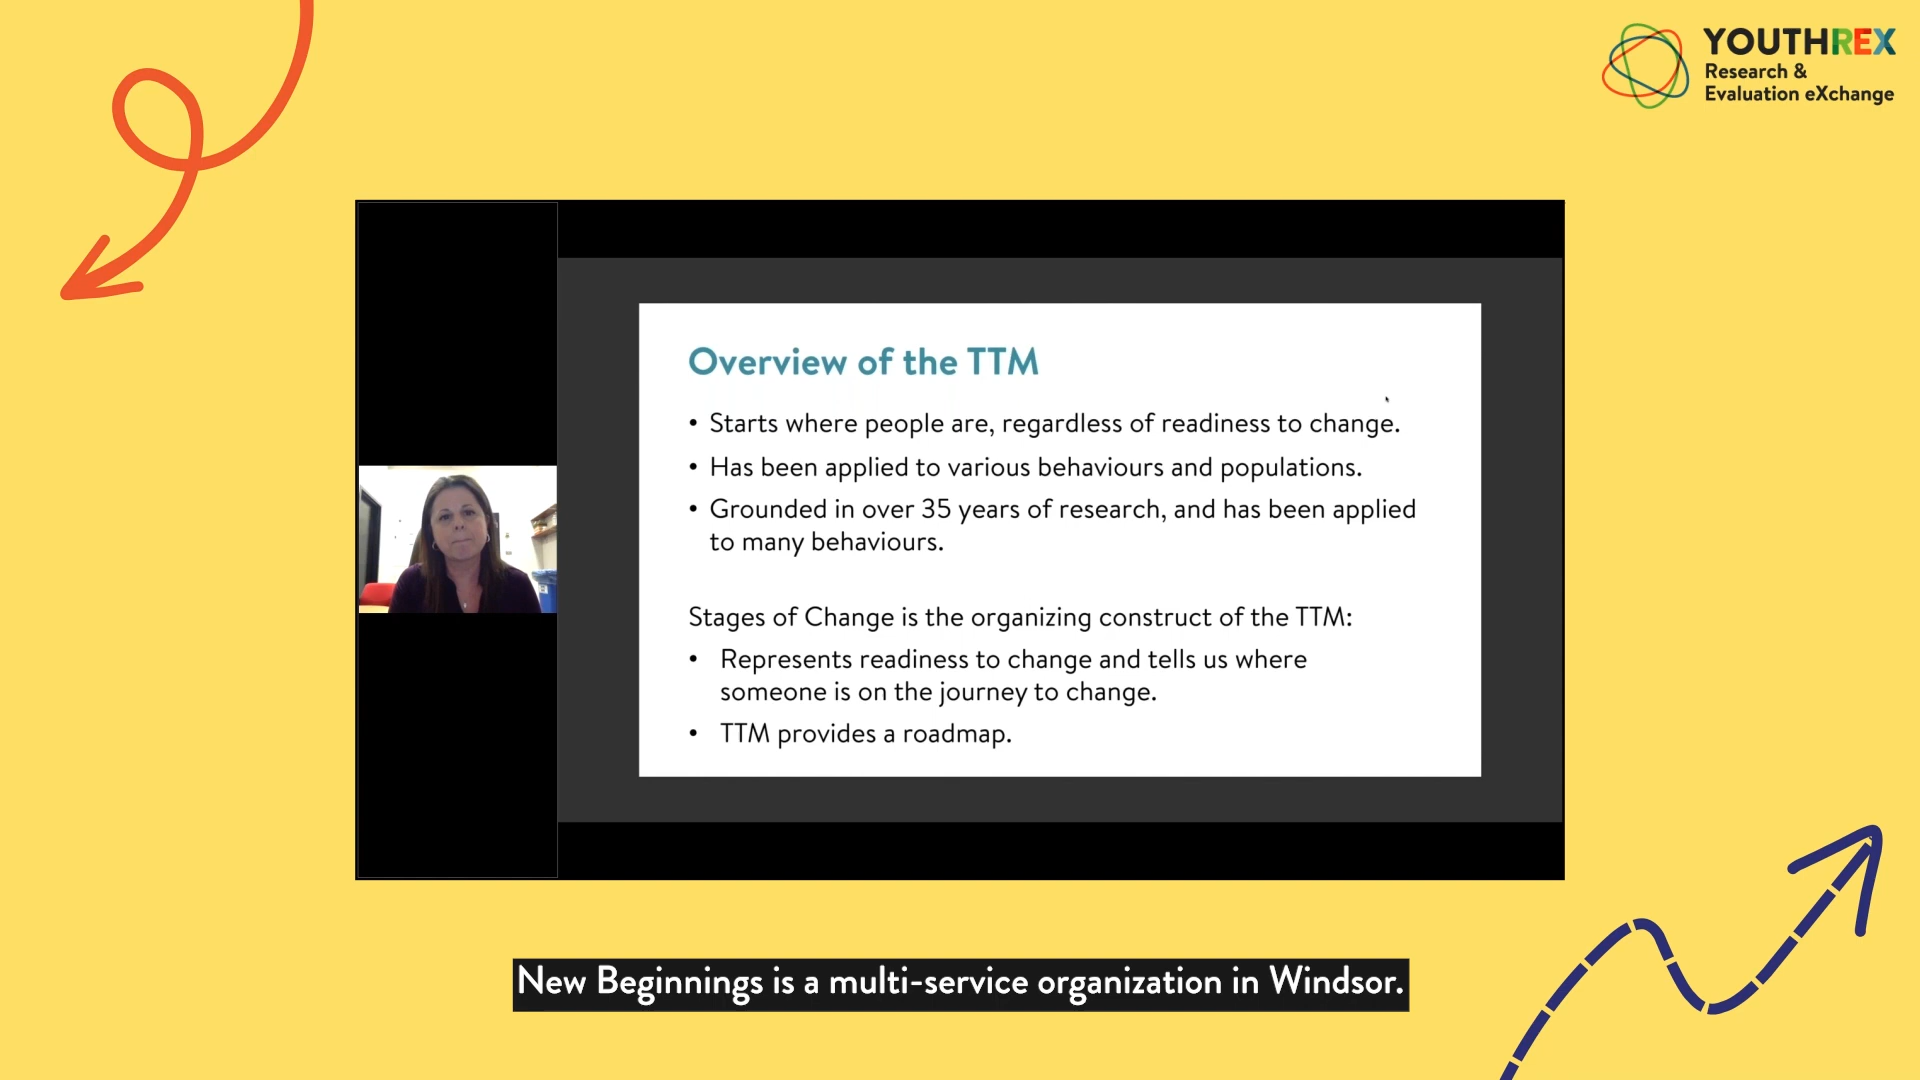 YOUTHREX
Research &
Evaluation eXchange
Overview of the TTM
• Starts where people are, regardless of readiness to change.
• Has been applied to various behaviours and populations.
• Grounded in over 35 years of research, and has been applied
to many behaviours.
Stages of Change is the organizing construct of the TTM:
• Represents readiness to change and tells us where
someone is on the journey to change.
• TTM provides a roadmap.
New Beginnings is a multi-service organization in Windsor.